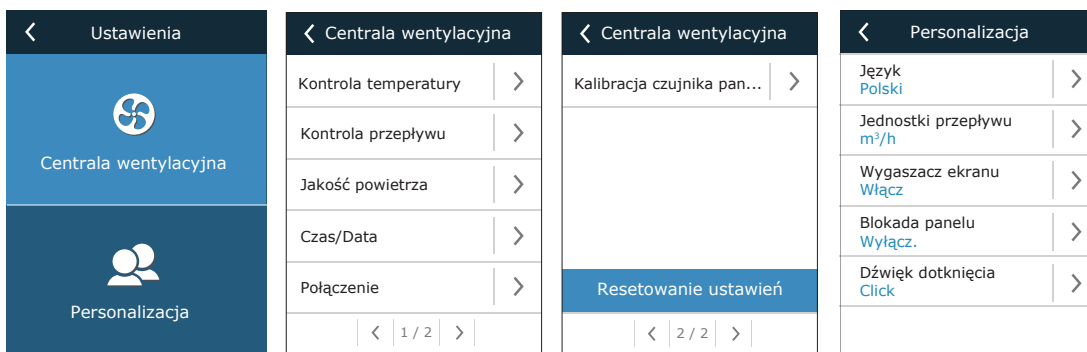 Ustawienia
Centrala wentylacyjna
Personalizacja
Centrala wentylacyjna
Kontrola temperatury
Kontrola przepływu
Jakość powietrza
Czas/Data
Połączenie
1 / 2
Centrala wentylacyjna
Kalibracja czujnika pan...
Resetowanie ustawień
2 / 2
Personalizacja
Język
Polski
Jednostki przepływu
m³/h
Wygaszacz ekranu
Włącz
Blokada panelu
Wyłącz.
Dźwięk dotknięcia
Click